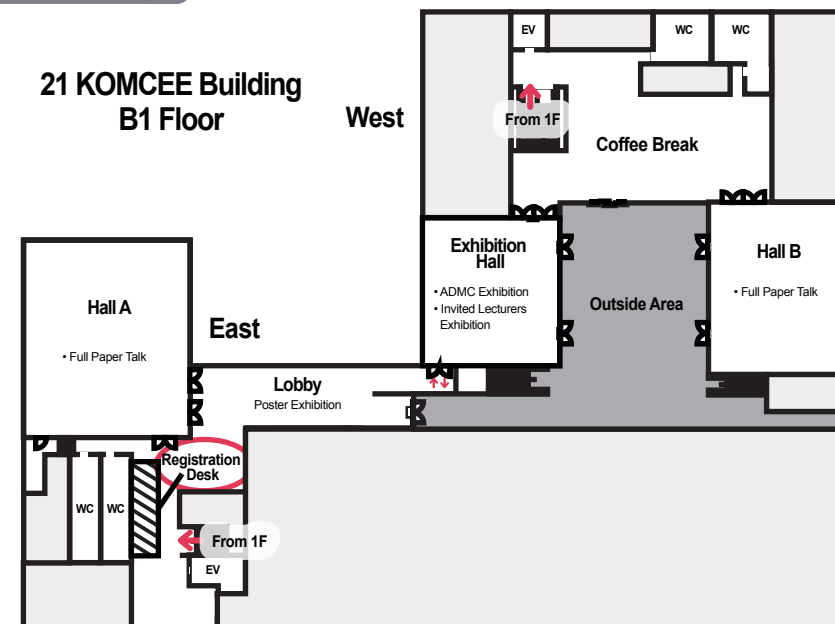 21 KOMCEE Building
B1 Floor
West
EV
WC
WC
From 1F
Coffee Break
Exhibition
Hall
• ADMC Exhibition
• Invited Lecturers
Exhibition
Outside Area
Hall B
• Full Paper Talk
Hall A
• Full Paper Talk
East
Lobby
Poster Exhibition
Registration
Desk
WC
WC
From 1F
EV